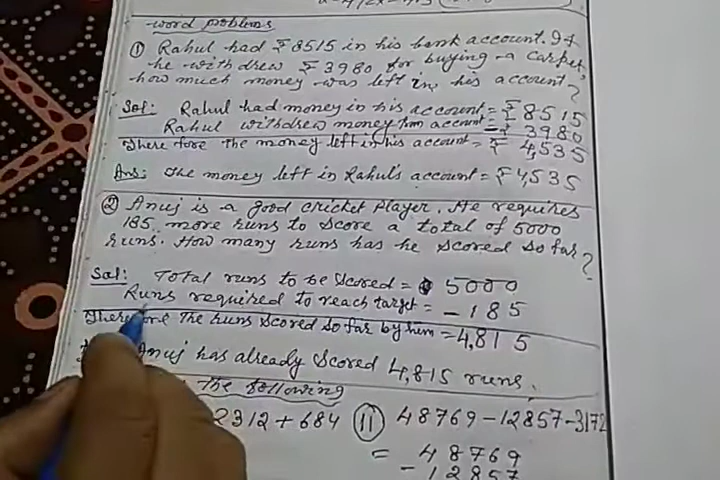 word problems
① Rahul had ₹8515 in his bank account. If
he withdrew ₹3980 for buying a carpet,
how much money was left in his account?
Sol: Rahul had money in his account = ₹8515
Rahul withdrew money from account = -₹3980
There fore the money left in his account = ₹4,535
Ans: The money left in Rahul's account = ₹4,535
② Anuj is a good cricket Player. He requires
185 more runs to score a total of 5000
runs. How many runs has he scored so far?
Sol: Total runs to be scored = 5000
Runs required to reach target = -185
Therefore the runs scored so far by him = 4,815
Anuj has already scored 4,815 runs.
the following
2312 + 684 ⑪ 48769 - 12857 - 3172
= 48769
- 12857